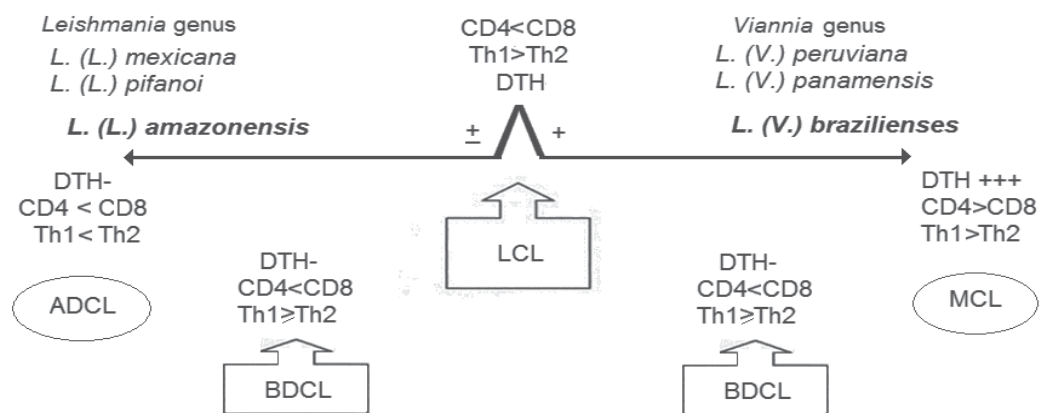 Leishmania genus
L. (L.) mexicana
L. (L.) pifanoi
L. (L.) amazonensis
CD4<CD8
Th1>Th2
DTH
± +
Viannia genus
L. (V.) peruviana
L. (V.) panamensis
L. (V.) brazilienses
DTH-
CD4 < CD8
Th1< Th2
ADCL
DTH-
CD4<CD8
Th1≥Th2
BDCL
LCL
DTH-
CD4<CD8
Th1≥Th2
BDCL
DTH +++
CD4>CD8
Th1>Th2
MCL